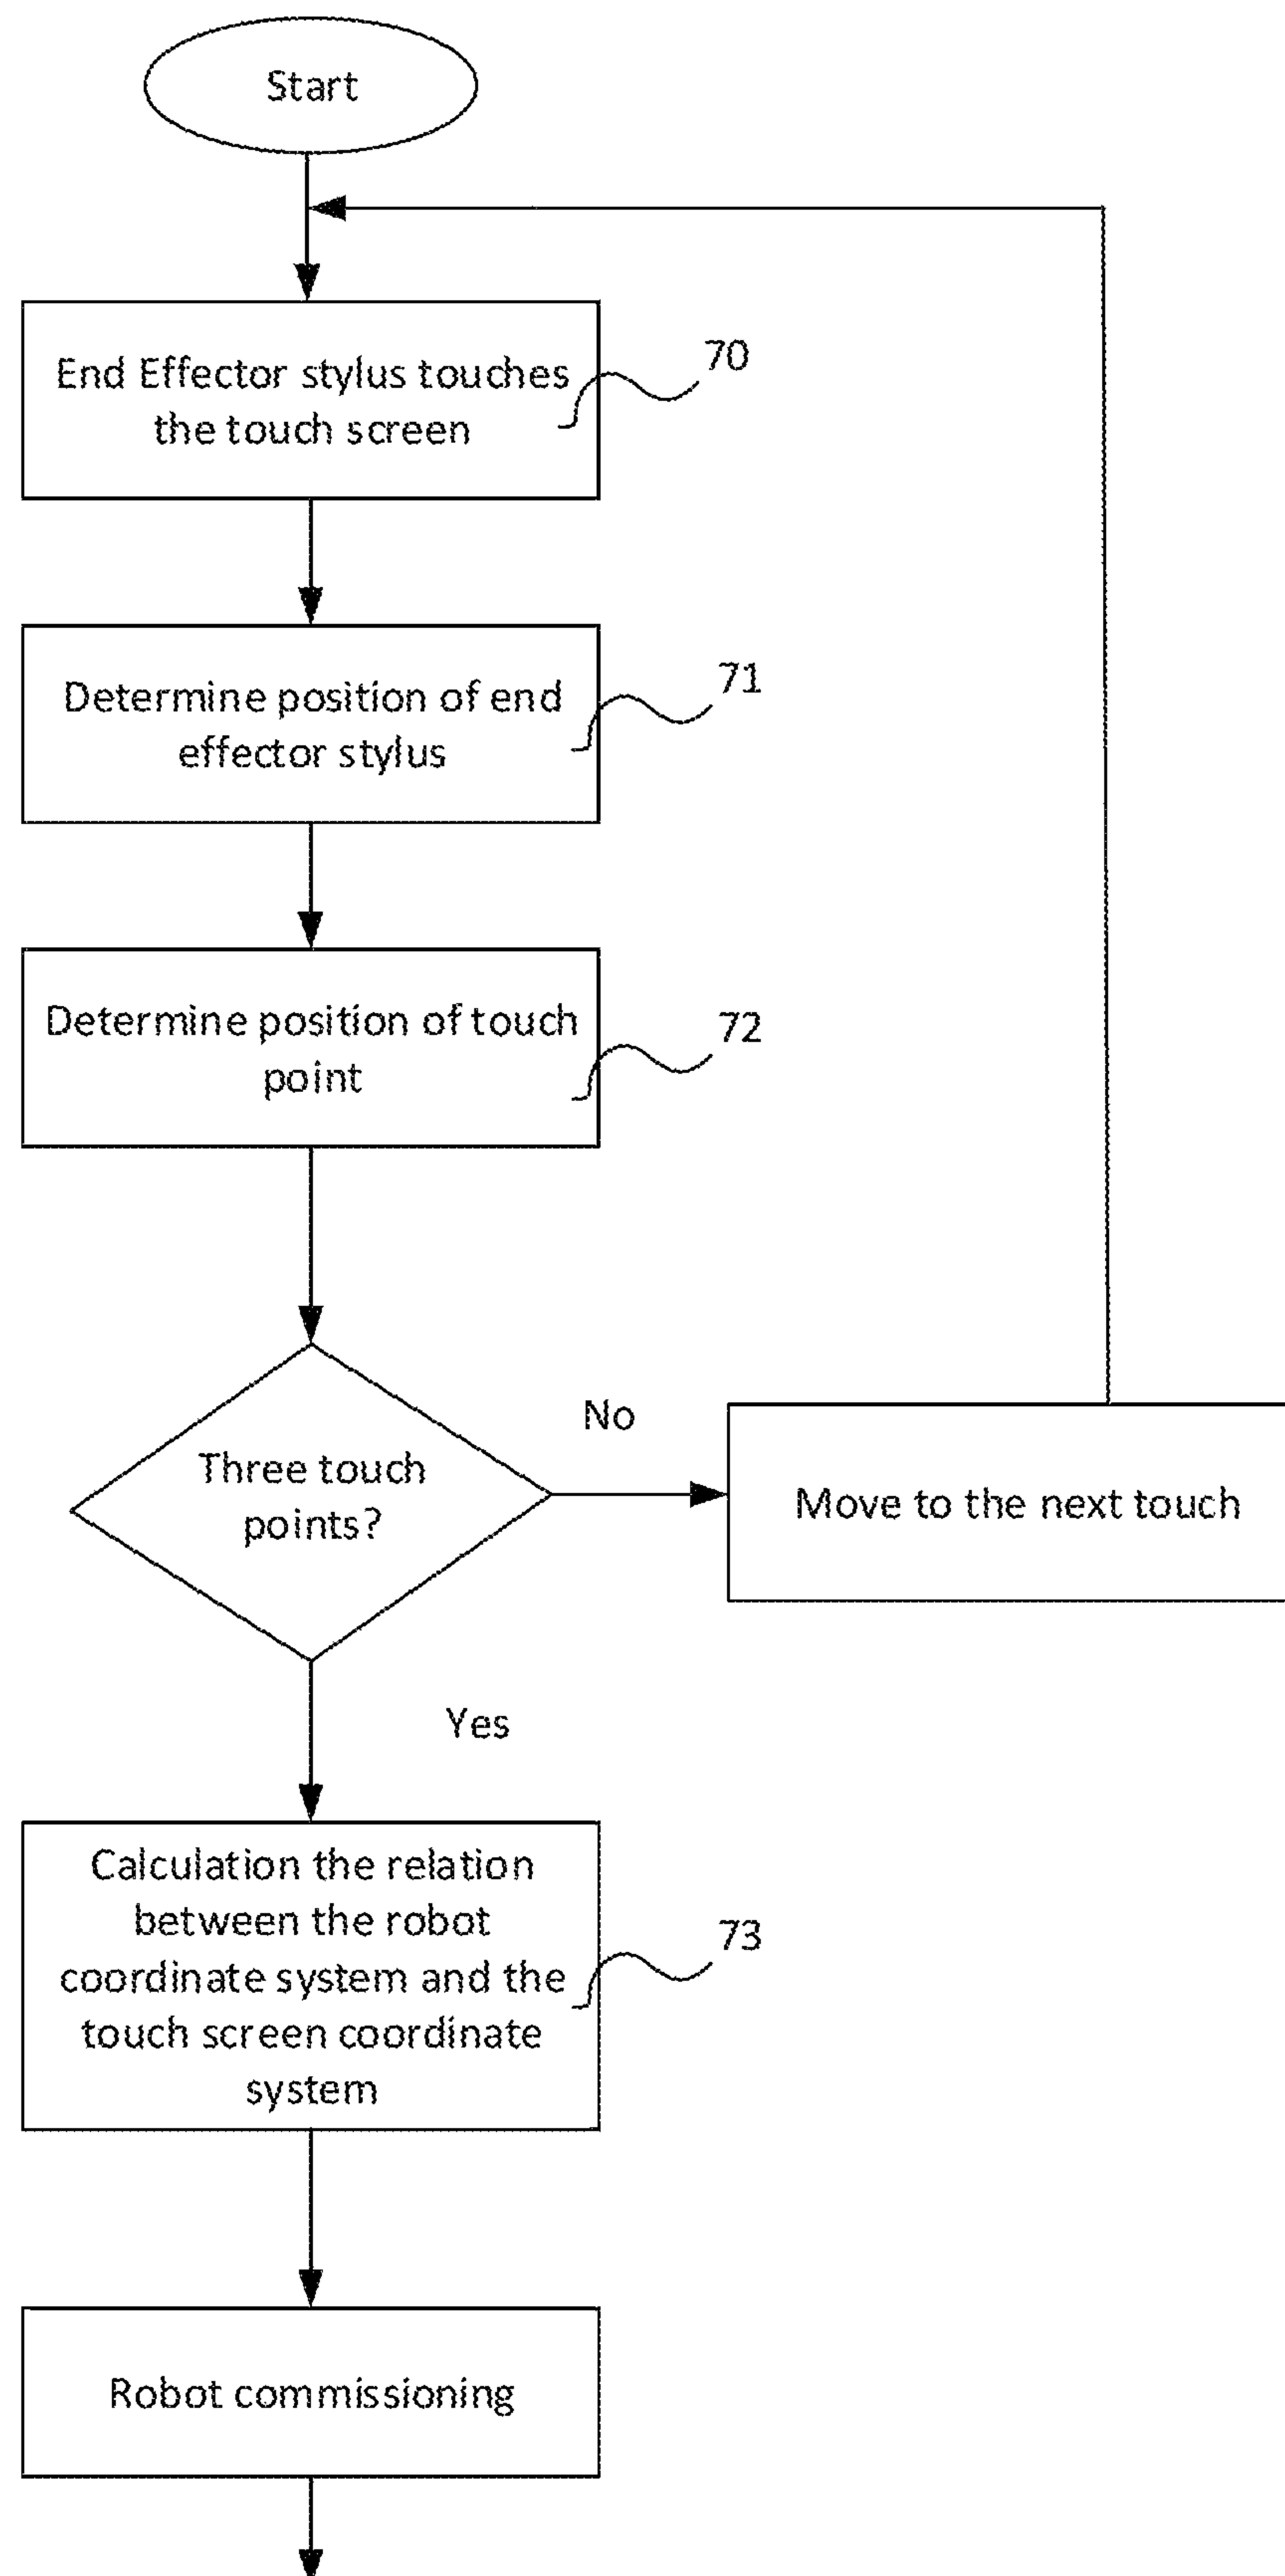 Start
End Effector stylus touches
the touch screen
70
Determine position of end
effector stylus
71
Determine position of touch
point
72
Three touch
points?
No
Move to the next touch
Yes
Calculation the relation
between the robot
coordinate system and the
touch screen coordinate
system
73
Robot commissioning